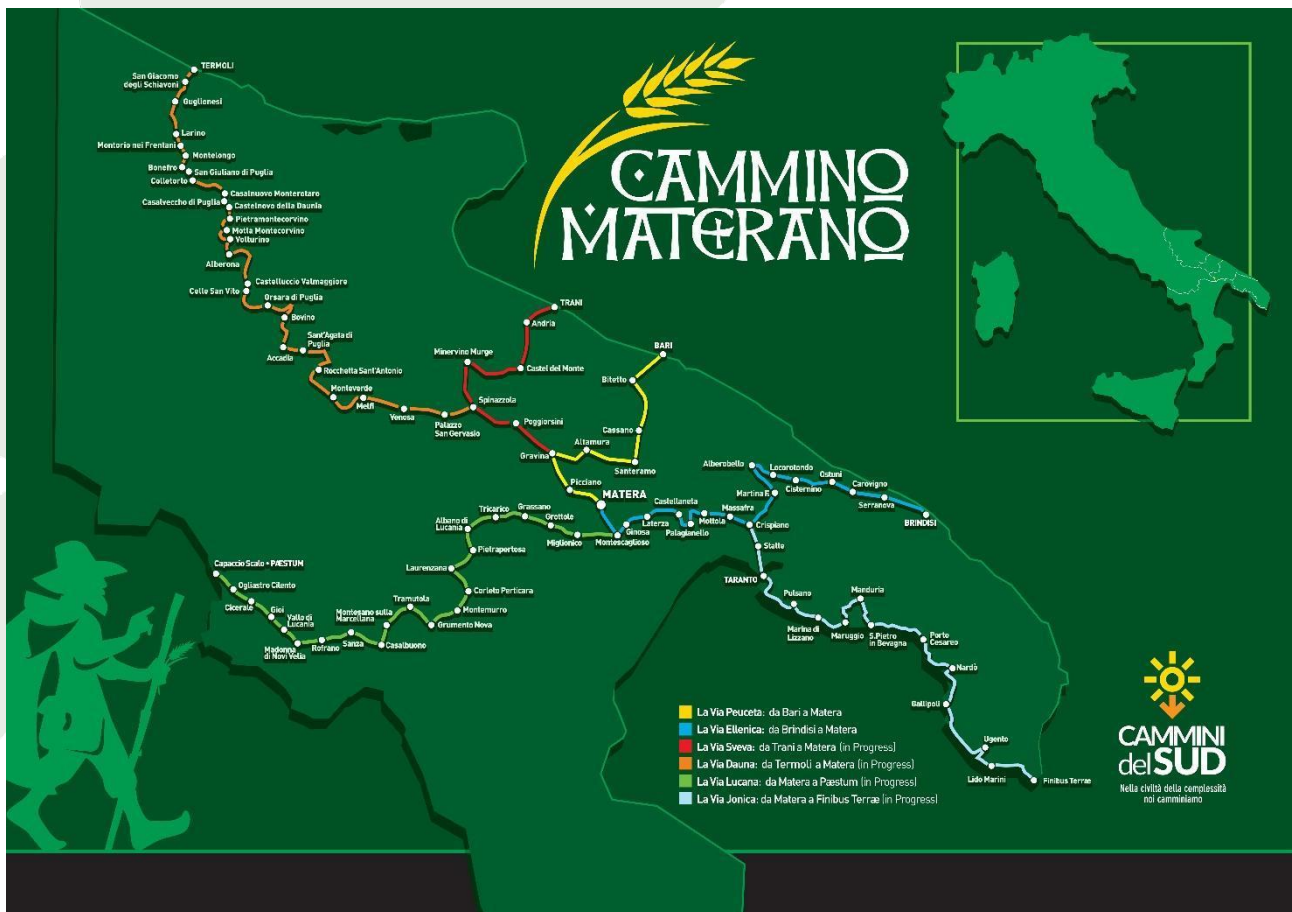 CAMMINO
MATERANO
TERMOLI
San Giacomo
degli Schiavoni
Guglionesi
Larino
Montorio nei Frentani
Montelongo
Bonefro
San Giuliano di Puglia
Colletorto
Casalnuovo Monterotaro
Casalvecchio di Puglia
Castelnovo della Daunia
Pietramontecorvino
Motta Montecorvino
Volturino
Alberona
Castelluccio Valmaggiore
Celle San Vito
Orsara di Puglia
Bovino
Accadia
Sant'Agata di
Puglia
Rocchetta Sant'Antonio
Monteverde
Melfi
Venosa
Palazzo
San Gervasio
Spinazzola
Minervino Murge
Castel del Monte
Andria
TRANI
Poggiorsini
Gravina
Altamura
Santeramo
Cassano
Bitetto
BARI
Picciano
MATERA
Montescaglioso
Ginosa
Laterza
Castellaneta
Palagianello
Mottola
Massafra
Crispiano
Martina F.
Alberobello
Locorotondo
Cisternino
Ostuni
Carovigno
Serranova
BRINDISI
Miglionico
Grottole
Grassano
Tricarico
Albano di
Lucania
Pietrapertosa
Laurenzana
Corleto Perticara
Montemurro
Grumento Nova
Tramutola
Montesano sulla
Marcellana
Casalbuono
Sanza
Rofrano
Madonna
di Novi Velia
Vallo di
Lucania
Gioi
Cicerale
Ogliastro Cilento
Capaccio Scalo • PÆSTUM
Statte
TARANTO
Pulsano
Marina di
Lizzano
Maruggio
Manduria
S.Pietro
in Bevagna
Porto
Cesareo
Nardò
Gallipoli
Ugento
Lido Marini
Finibus Terræ
La Via Peuceta: da Bari a Matera
La Via Ellenica: da Brindisi a Matera
La Via Sveva: da Trani a Matera (in Progress)
La Via Dauna: da Termoli a Matera (in Progress)
La Via Lucana: da Matera a Pæstum (in Progress)
La Via Jonica: da Matera a Finibus Terræ (in Progress)
CAMMINI
del SUD
Nella civiltà della complessità
noi camminiamo